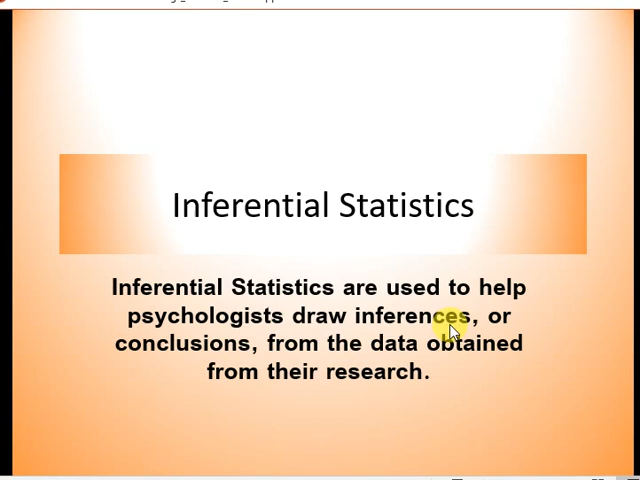 Inferential Statistics
Inferential Statistics are used to help
psychologists draw inferences, or
conclusions, from the data obtained
from their research.